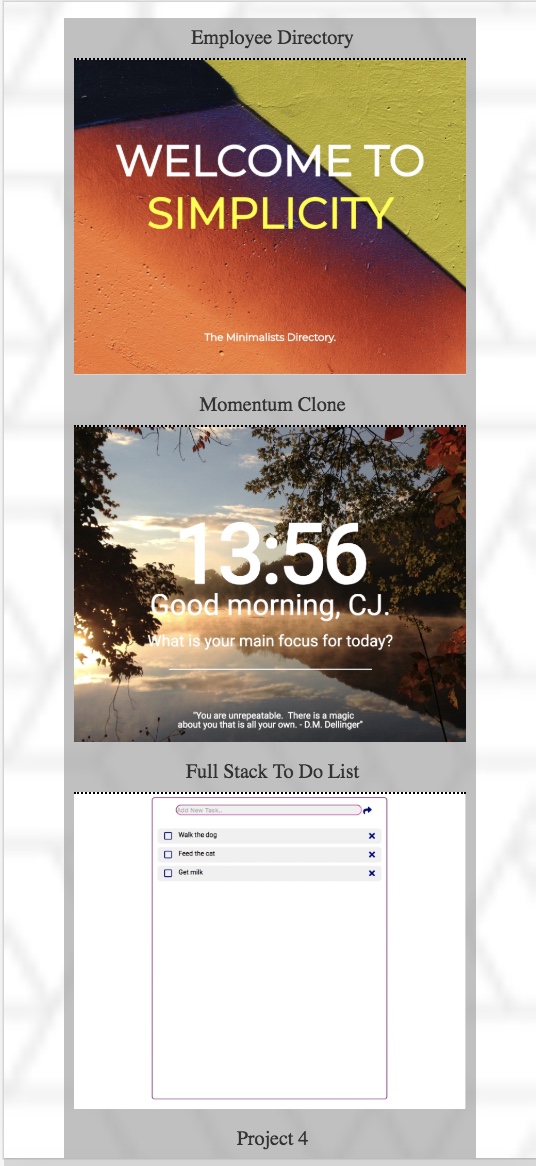 Employee Directory
WELCOME TO
SIMPLICITY
The Minimalists Directory.
Momentum Clone
13:56
Good morning, CJ.
What is your main focus for today?
"You are unrepeatable. There is a magic
about you that is all your own. - D.M. Dellinger"
Full Stack To Do List
Add New Task..
Walk the dog
Feed the cat
Get milk
Project 4